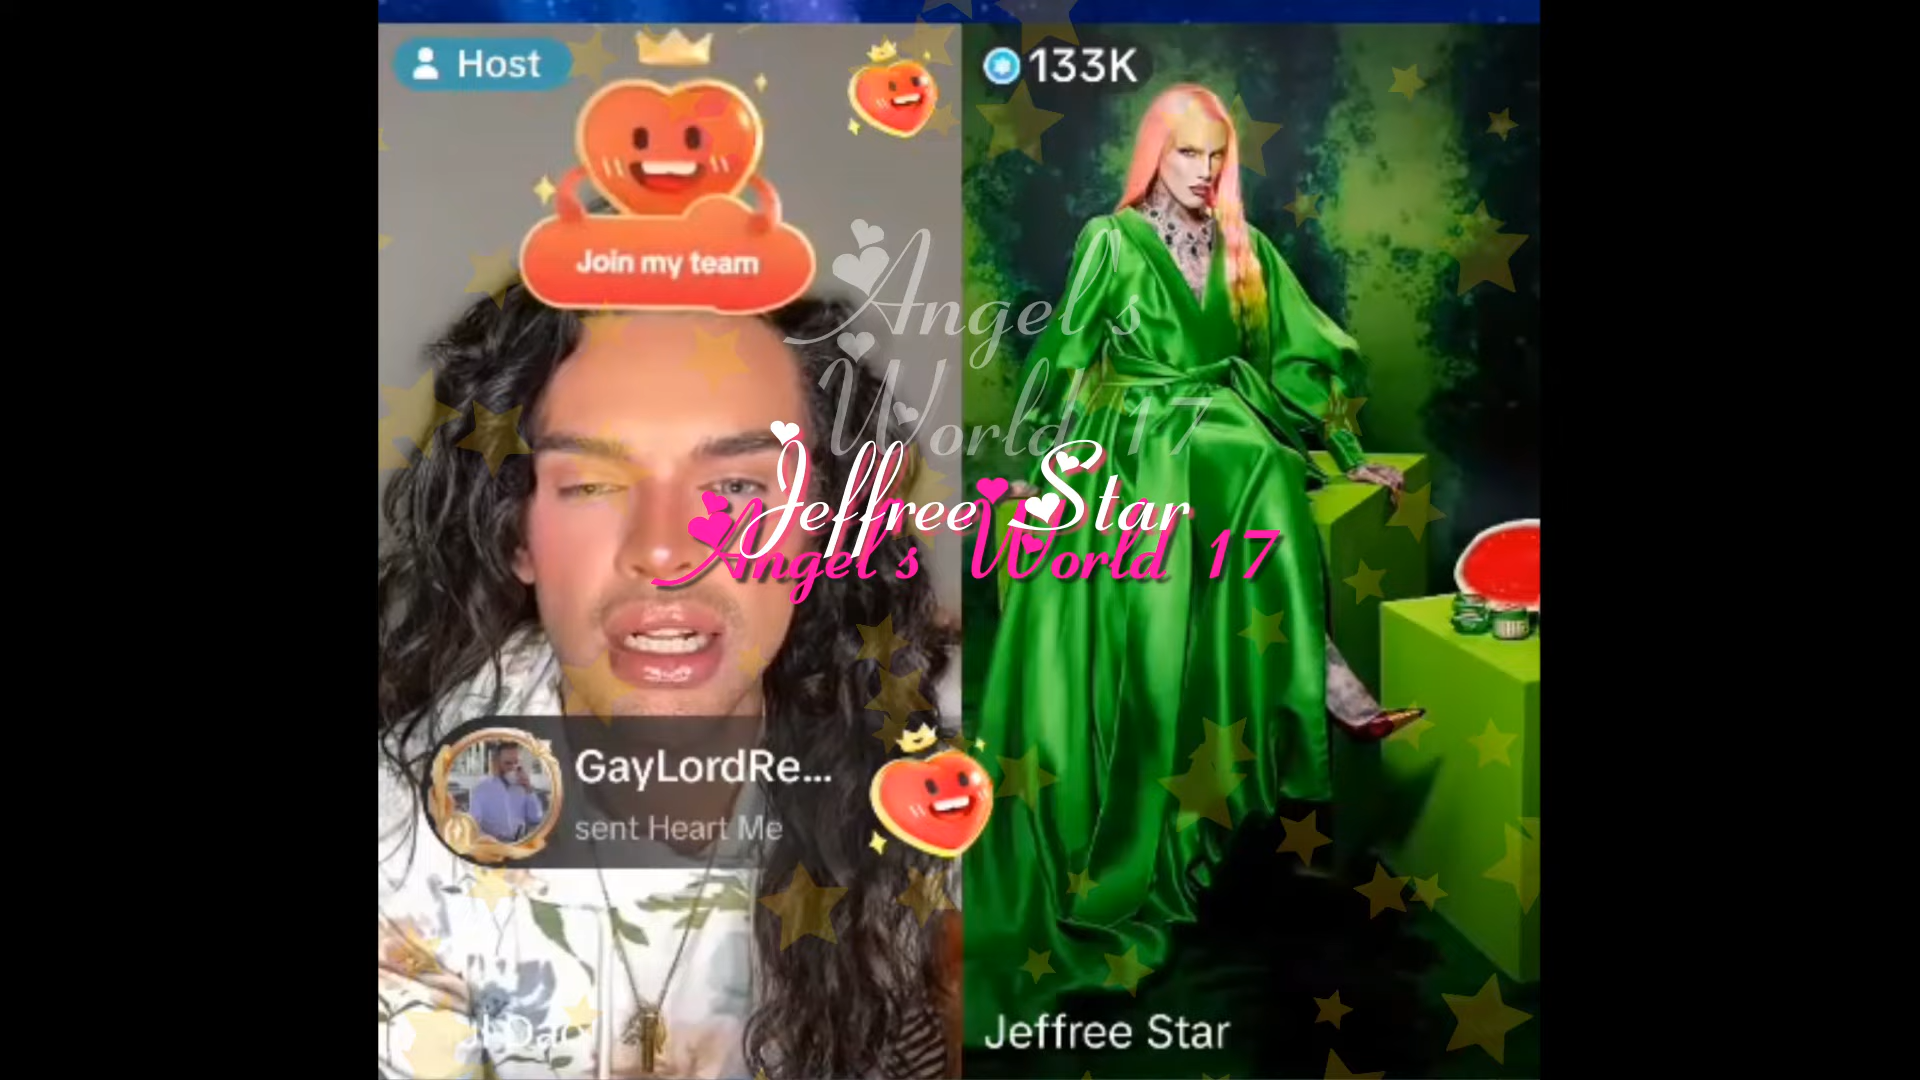 Host
133K
Join my team
Angel's
World 17
Jeffree Star
Angel's World 17
GayLordRe...
sent Heart Me
Jeffree Star